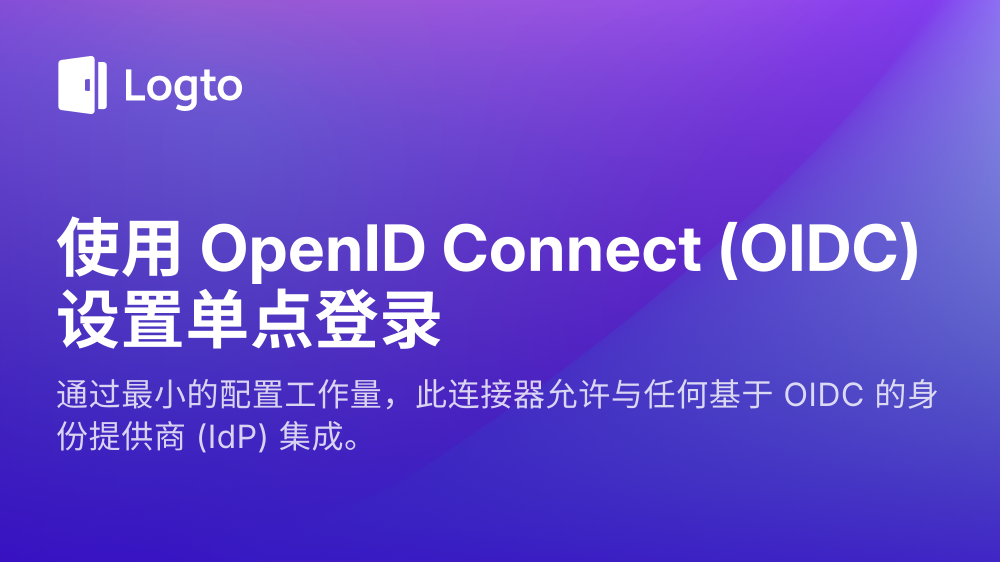 Logto
使用 OpenID Connect (OIDC)
设置单点登录
通过最小的配置工作量，此连接器允许与任何基于 OIDC 的身
份提供商 (IdP) 集成。